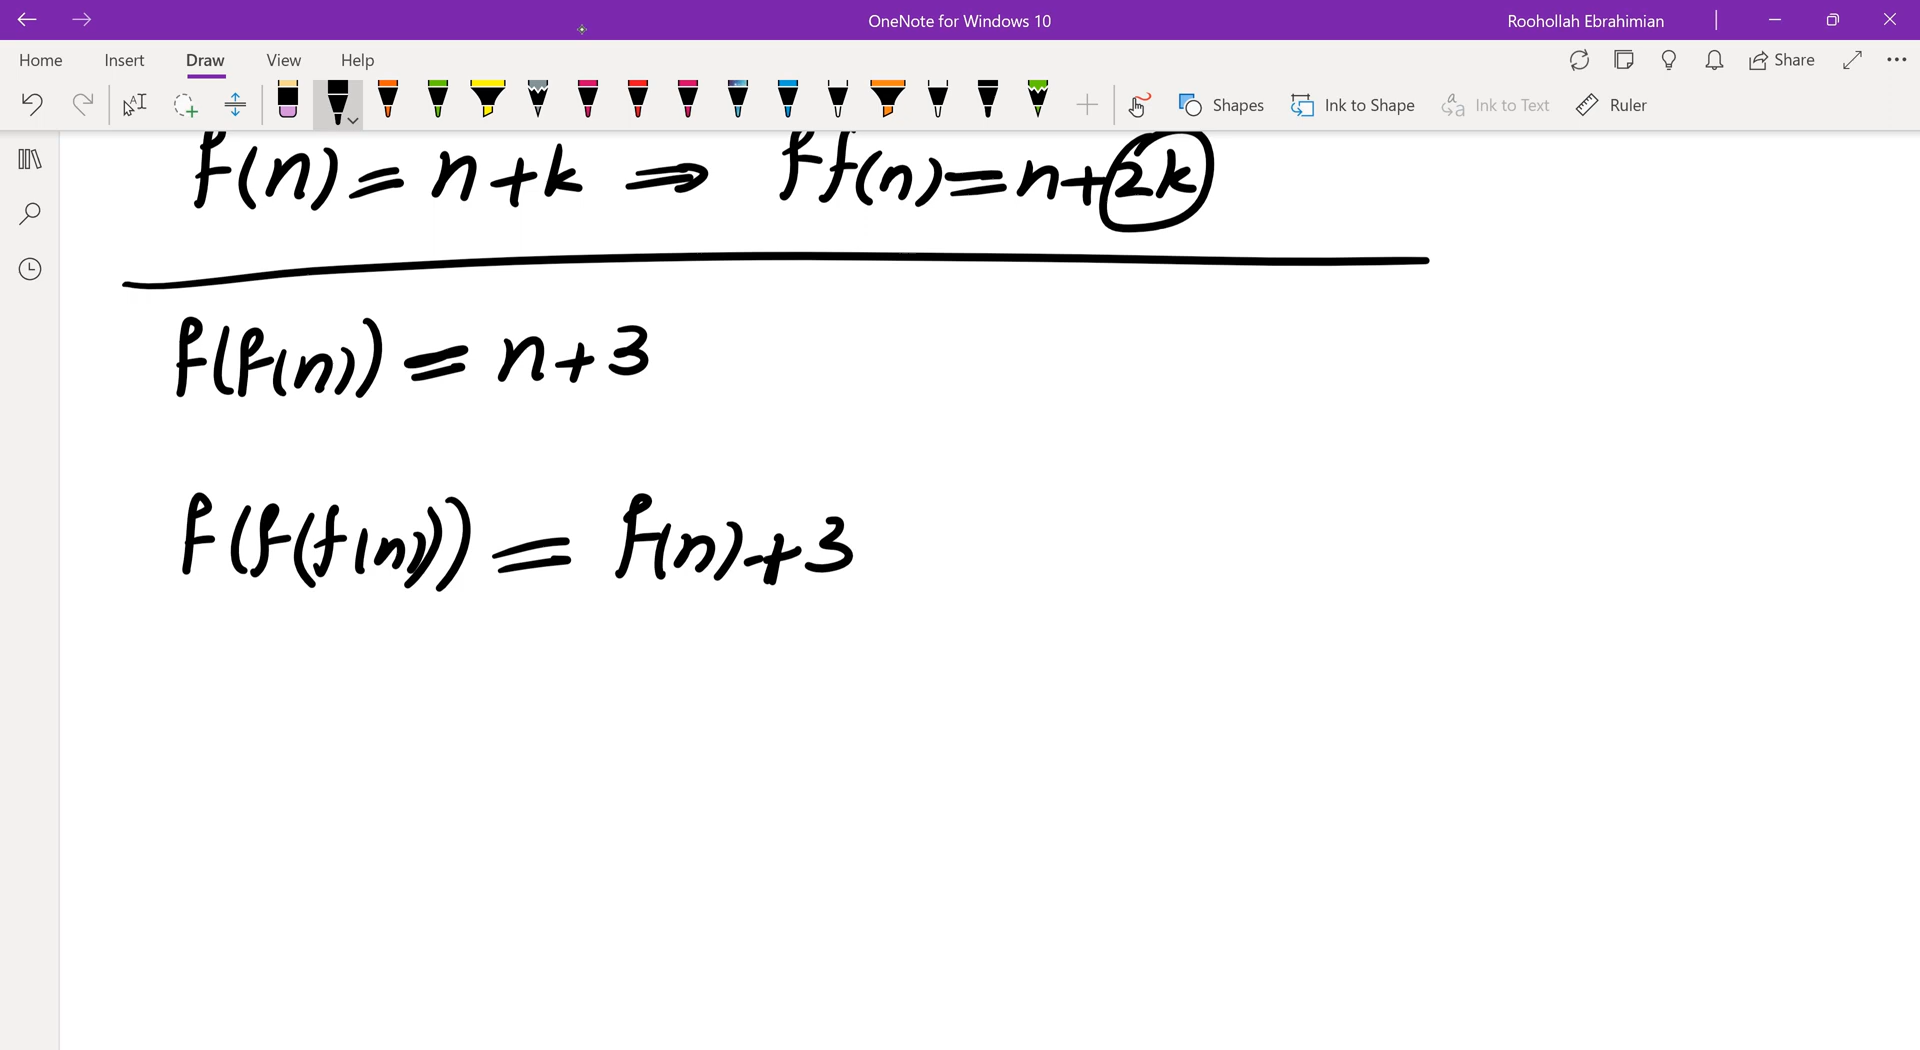 OneNote for Windows 10
Roohollah Ebrahimian
Home Insert Draw View Help
Share
Shapes Ink to Shape Ink to Text Ruler
f(n) = n + k ⇒ ff(n) = n + 2k
f(f(n)) = n + 3
f(f(f(n))) = f(n) + 3